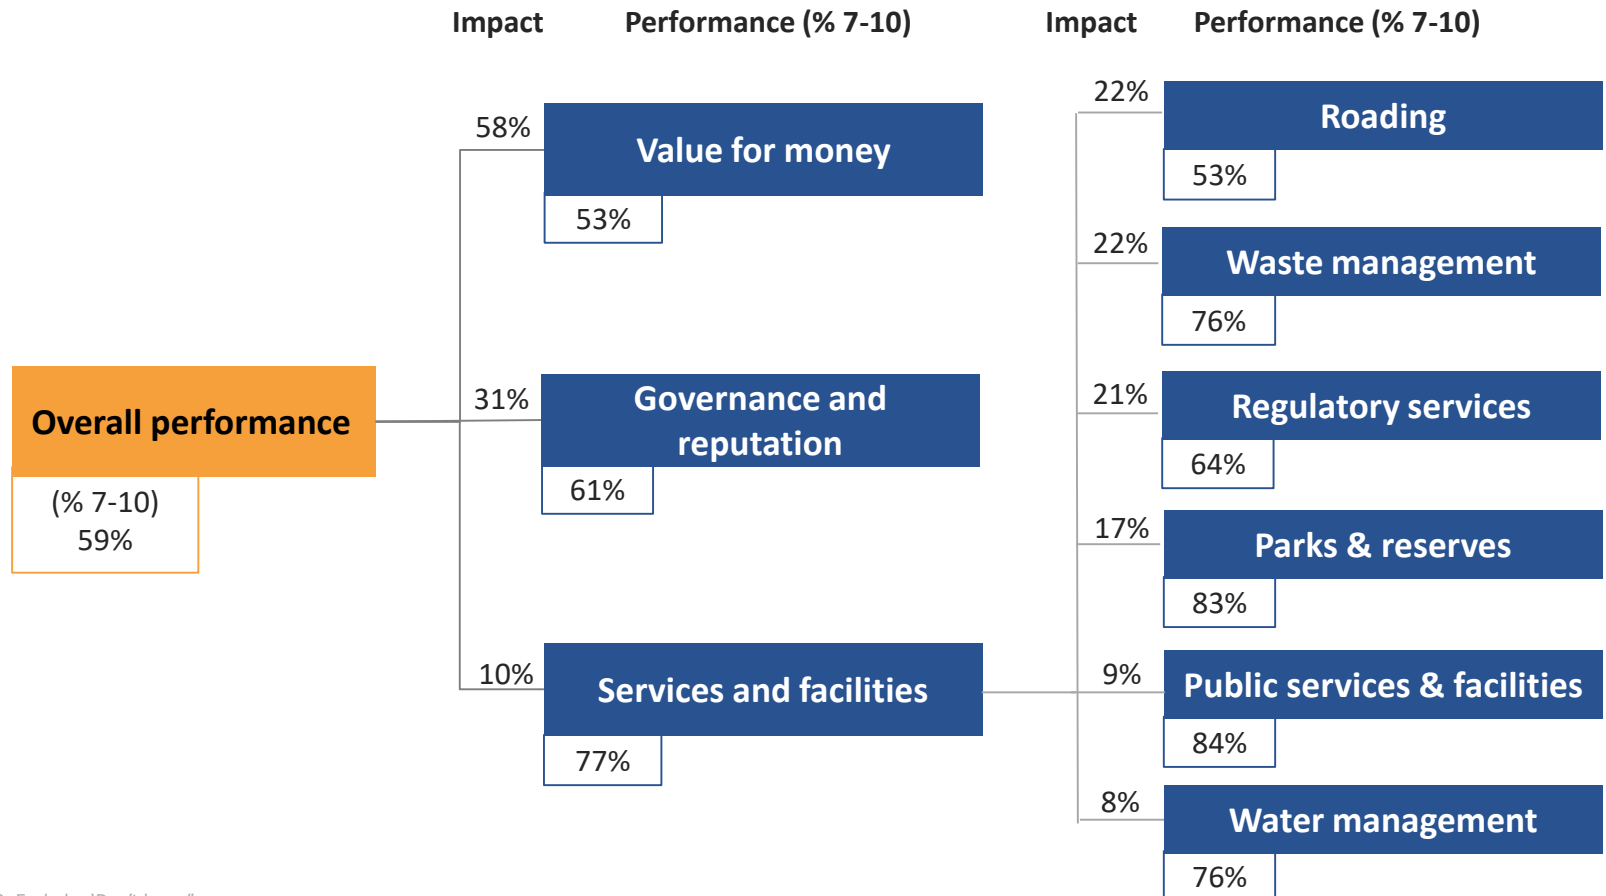 Impact Performance (% 7-10) Impact Performance (% 7-10)
58%
Value for money
53%
31%
Governance and
reputation
61%
10%
Services and facilities
77%
Overall performance
(% 7-10)
59%
22%
Roading
53%
22%
Waste management
76%
21%
Regulatory services
64%
17%
Parks & reserves
83%
9%
Public services & facilities
84%
8%
Water management
76%